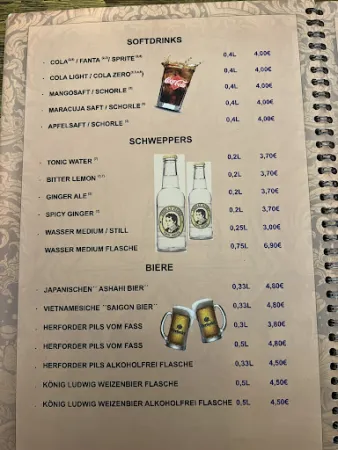 SOFTDRINKS
· COLA / FANTA / SPRITE 0,4L 4,00€
· COLA LIGHT / COLA ZERO 0,4L 4,00€
· MANGOSAFT / SCHORLE 0,4L 4,00€
· MARACUJA SAFT / SCHORLE 0,4L 4,00€
· APFELSAFT / SCHORLE 0,4L 4,00€
SCHWEPPERS
· TONIC WATER 0,2L 3,70€
· BITTER LEMON 0,2L 3,70€
· GINGER ALE 0,2L 3,70€
· SPICY GINGER 0,2L 3,70€
· WASSER MEDIUM / STILL 0,25L 3,00€
WASSER MEDIUM FLASCHE 0,75L 6,90€
BIERE
· JAPANISCHEN¨ASHAHI BIER¨ 0,33L 4,80€
· VIETNAMESICHE ¨SAIGON BIER¨ 0,33L 4,80€
· HERFORDER PILS VOM FASS 0,3L 3,80€
· HERFORDER PILS VOM FASS 0,5L 4,80€
· HERFORDER PILS ALKOHOLFREI FLASCHE 0,33L 4,50€
· KÖNIG LUDWIG WEIZENBIER FLASCHE 0,5L 4,50€
· KÖNIG LUDWIG WEIZENBIER ALKOHOLFREI FLASCHE 0,5L 4,50€